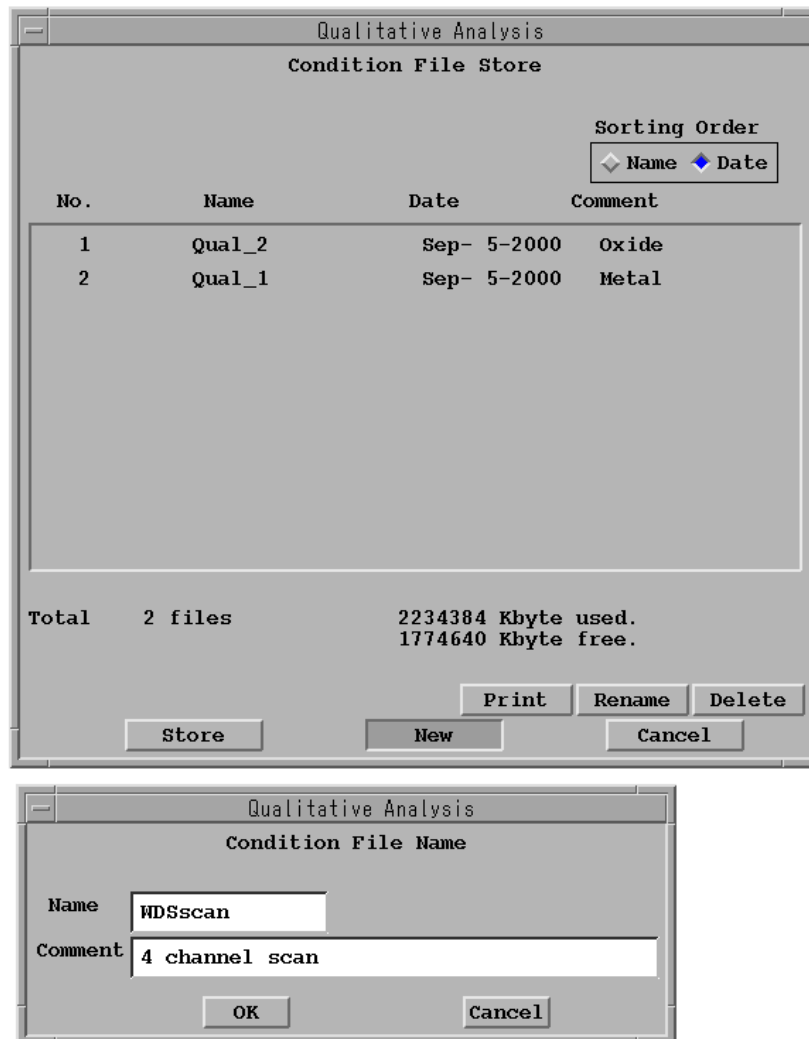 Qualitative Analysis
Condition File Store
Sorting Order
Name Date
No. Name Date Comment
1 Qual_2 Sep- 5-2000 Oxide
2 Qual_1 Sep- 5-2000 Metal
Total 2 files 2234384 Kbyte used.
1774640 Kbyte free.
Print Rename Delete
Store New Cancel
Qualitative Analysis
Condition File Name
Name WDSscan
Comment 4 channel scan
OK Cancel